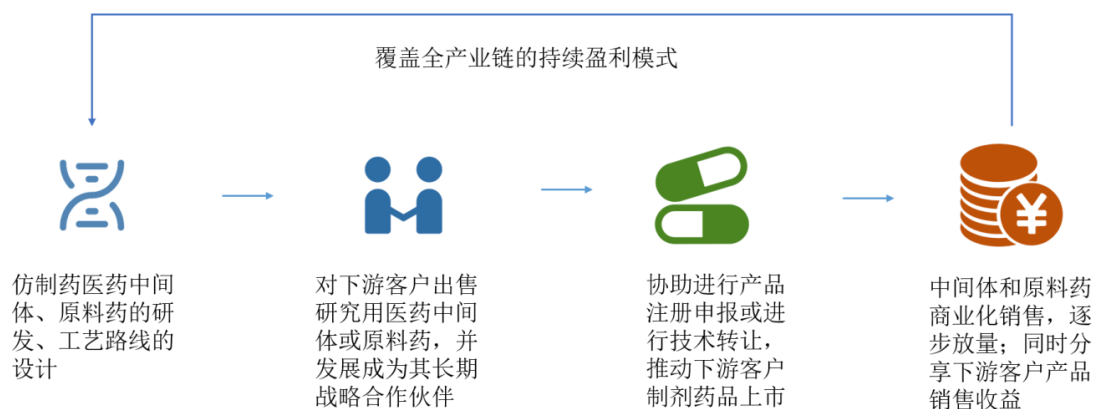 覆盖全产业链的持续盈利模式
¥
仿制药医药中间
体、原料药的研
发、工艺路线的
设计
对下游客户出售
研究用医药中间
体或原料药，并
发展成为其长期
战略合作伙伴
协助进行产品
注册申报或进
行技术转让，
推动下游客户
制剂药品上市
中间体和原料药
商业化销售，逐
步放量；同时分
享下游客户产品
销售收益